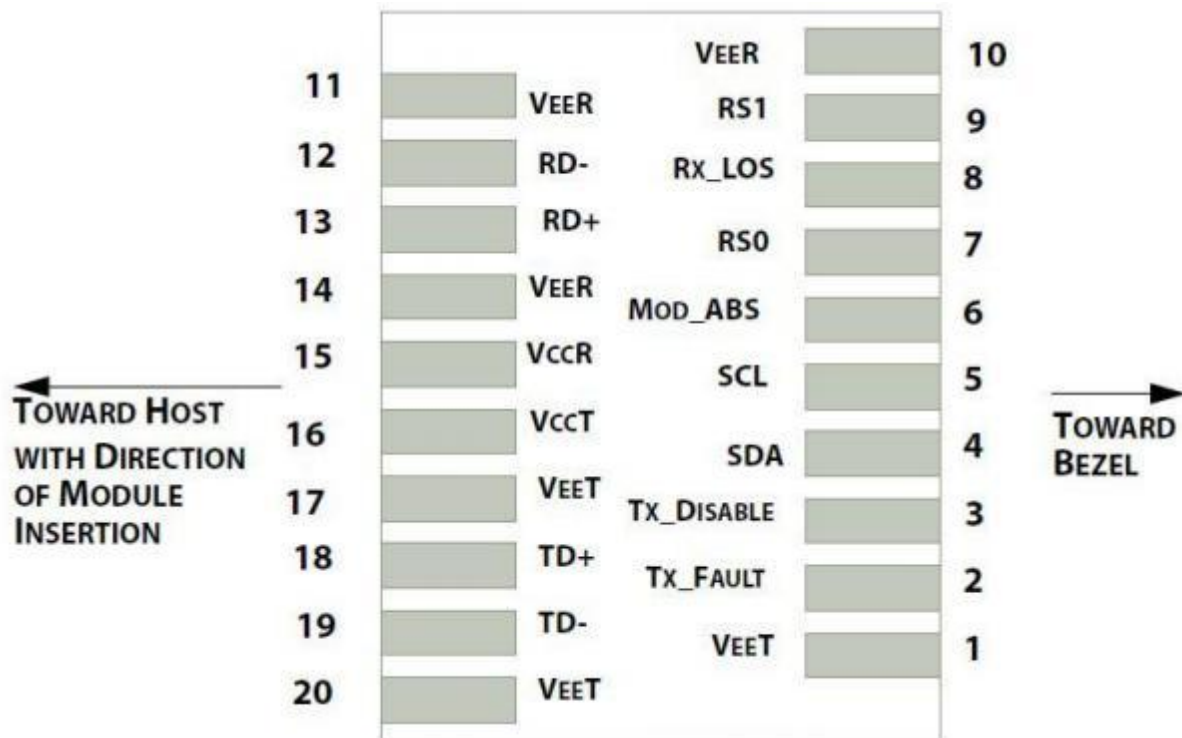 11 VEER
12 RD-
13 RD+
14 VEER
15 VCCR
16 VCCT
17 VEET
18 TD+
19 TD-
20 VEET
VEER 10
RS1 9
RX_LOS 8
RS0 7
MOD_ABS 6
SCL 5
SDA 4
TX_DISABLE 3
TX_FAULT 2
VEET 1
TOWARD HOST
WITH DIRECTION
OF MODULE
INSERTION
TOWARD
BEZEL